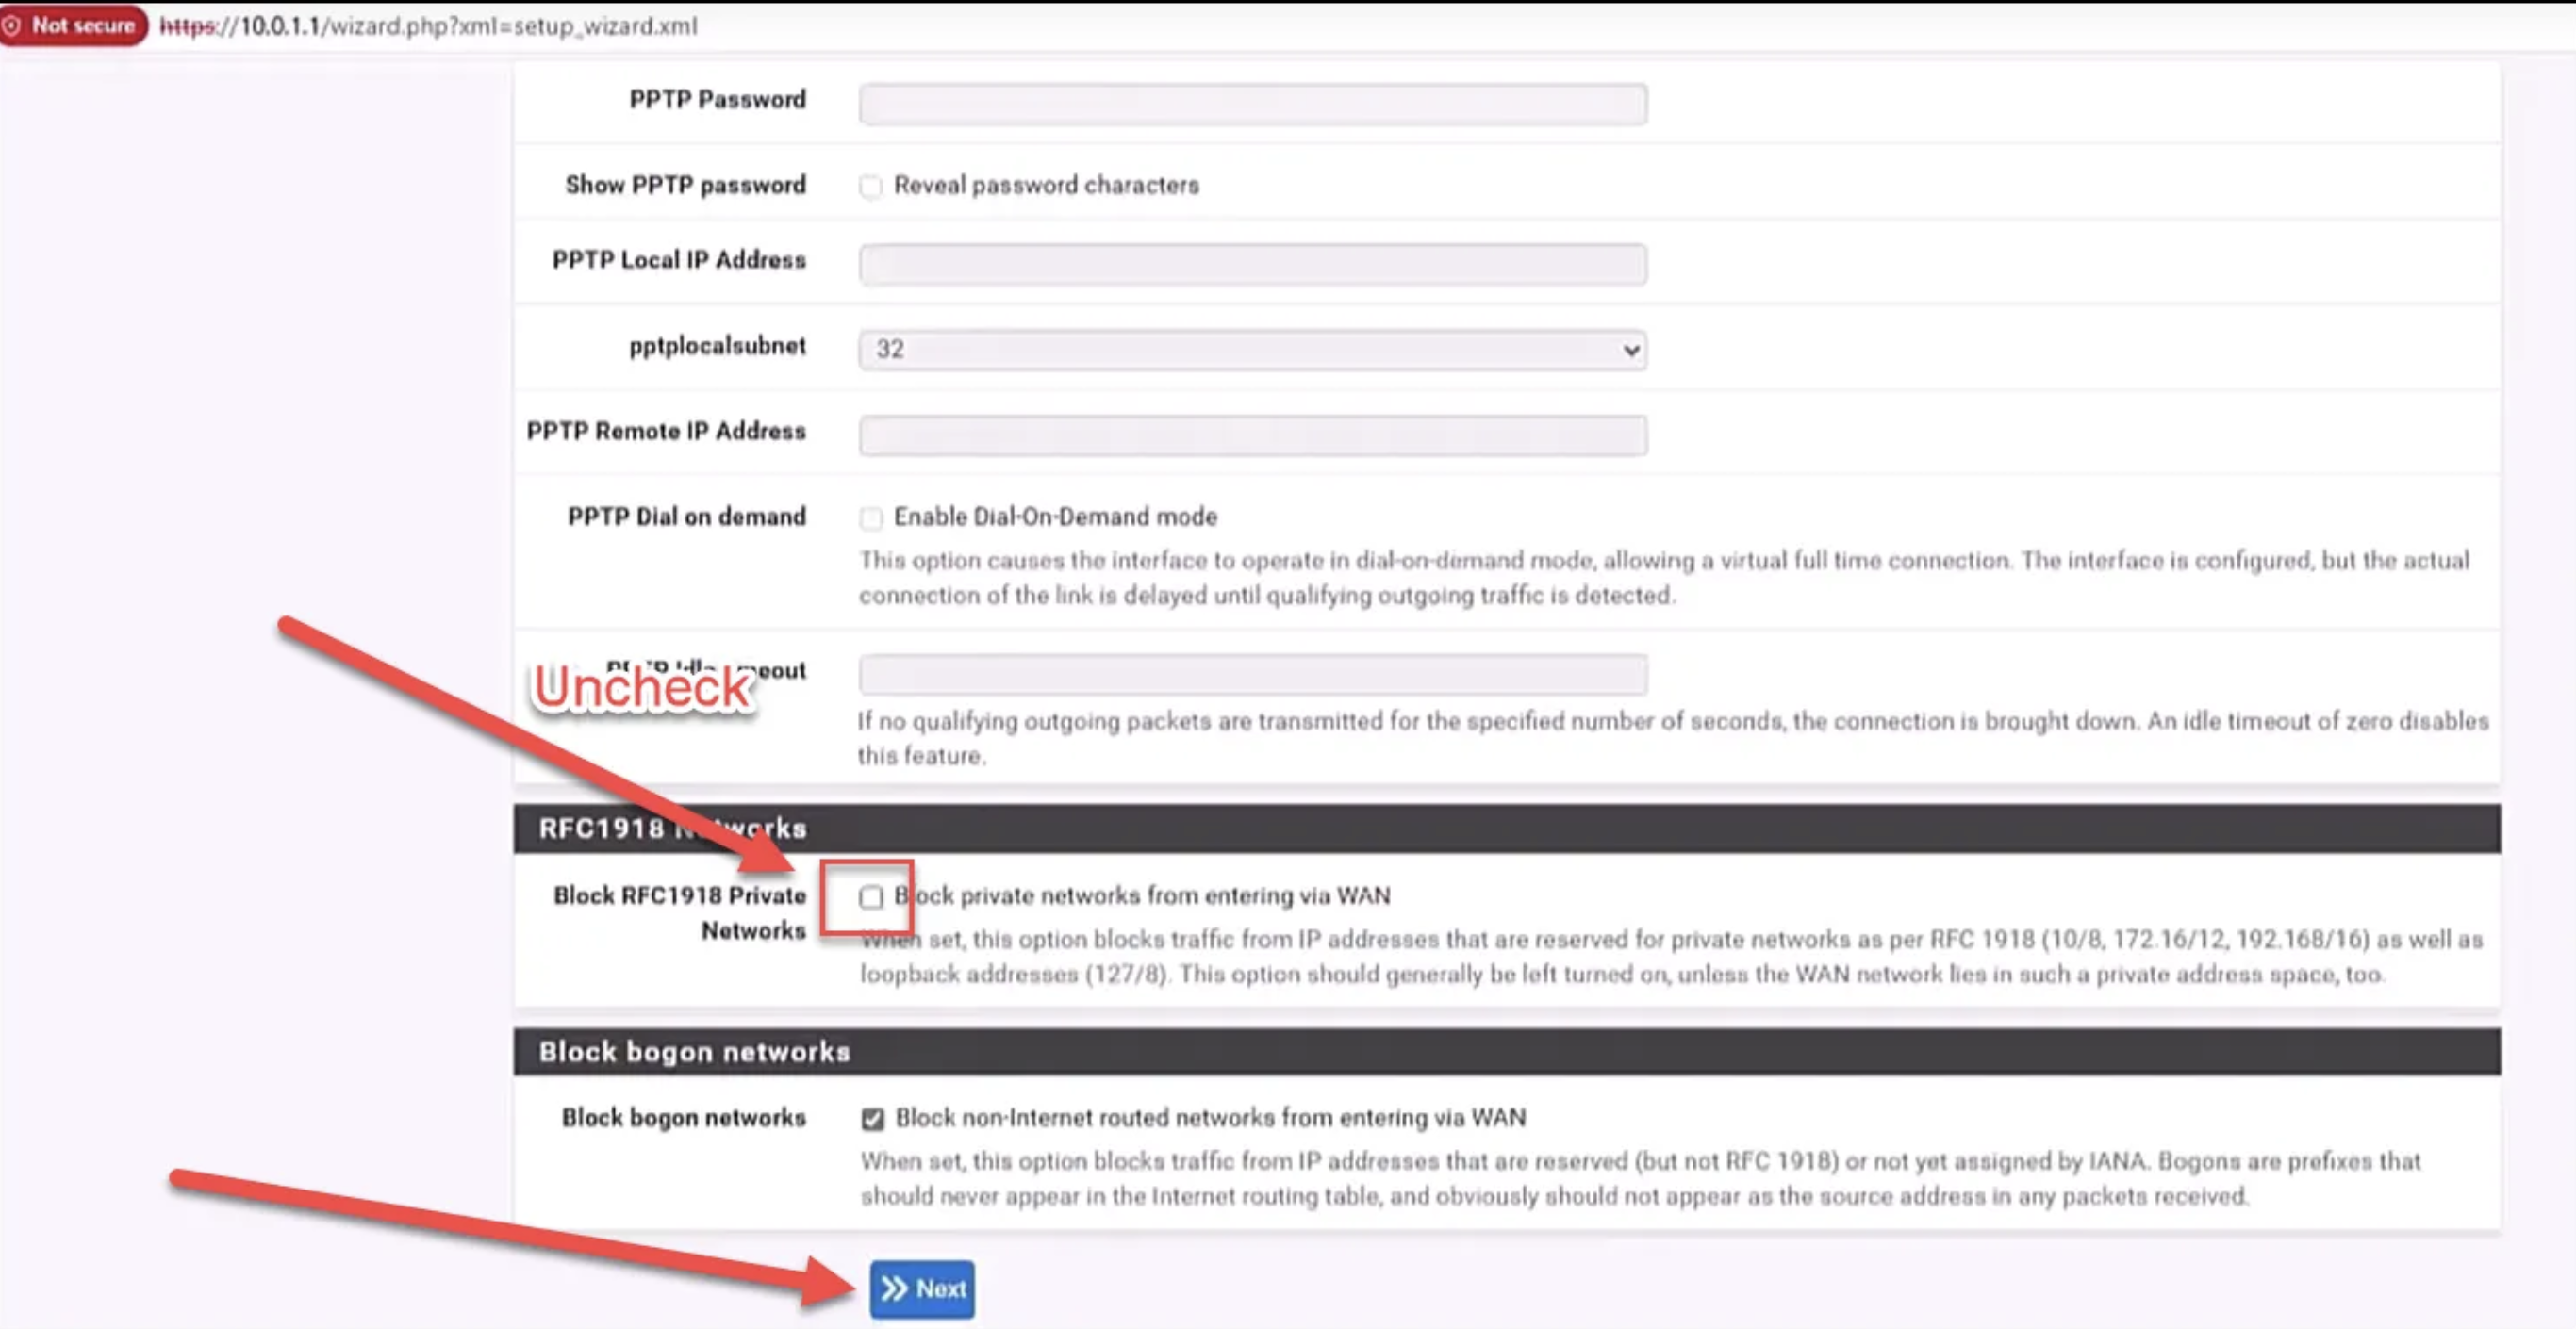 Not secure https://10.0.1.1/wizard.php?xml=setup_wizard.xml
PPTP Password
Show PPTP password Reveal password characters
PPTP Local IP Address
pptplocalsubnet 32
PPTP Remote IP Address
PPTP Dial on demand Enable Dial-On-Demand mode
This option causes the interface to operate in dial-on-demand mode, allowing a virtual full time connection. The interface is configured, but the actual
connection of the link is delayed until qualifying outgoing traffic is detected.
Uncheck
If no qualifying outgoing packets are transmitted for the specified number of seconds, the connection is brought down. An idle timeout of zero disables
this feature.
RFC1918 Networks
Block RFC1918 Private
Networks
Block private networks from entering via WAN
When set, this option blocks traffic from IP addresses that are reserved for private networks as per RFC 1918 (10/8, 172.16/12, 192.168/16) as well as
loopback addresses (127/8). This option should generally be left turned on, unless the WAN network lies in such a private address space, too.
Block bogon networks
Block bogon networks Block non-Internet routed networks from entering via WAN
When set, this option blocks traffic from IP addresses that are reserved (but not RFC 1918) or not yet assigned by IANA. Bogons are prefixes that
should never appear in the Internet routing table, and obviously should not appear as the source address in any packets received.
Next